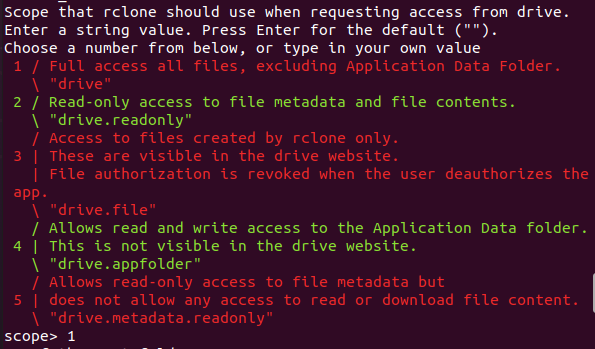 Scope that rclone should use when requesting access from drive.
Enter a string value. Press Enter for the default ("").
Choose a number from below, or type in your own value
 1 / Full access all files, excluding Application Data Folder.
   \ "drive"
 2 / Read-only access to file metadata and file contents.
   \ "drive.readonly"
   / Access to files created by rclone only.
 3 | These are visible in the drive website.
   | File authorization is revoked when the user deauthorizes the
 app.
   \ "drive.file"
   / Allows read and write access to the Application Data folder.
 4 | This is not visible in the drive website.
   \ "drive.appfolder"
   / Allows read-only access to file metadata but
 5 | does not allow any access to read or download file content.
   \ "drive.metadata.readonly"
scope> 1